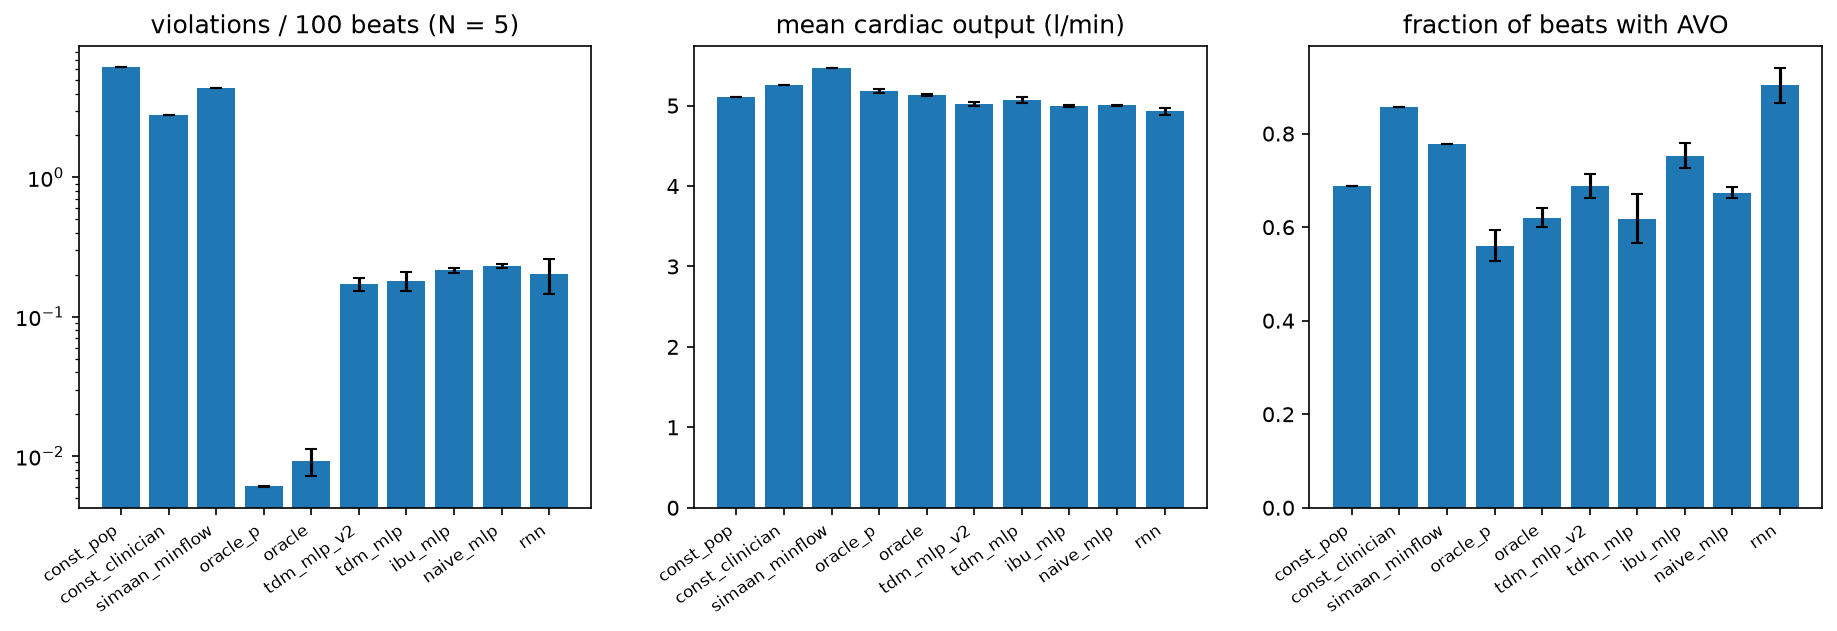 violations / 100 beats (N = 5)
10⁰
10⁻¹
10⁻²
const_pop
const_clinician
simaan_minflow
oracle_p
oracle
tdm_mlp_v2
tdm_mlp
ibu_mlp
naive_mlp
rnn
mean cardiac output (l/min)
5
4
3
2
1
0
const_pop
const_clinician
simaan_minflow
oracle_p
oracle
tdm_mlp_v2
tdm_mlp
ibu_mlp
naive_mlp
rnn
fraction of beats with AVO
0.8
0.6
0.4
0.2
0.0
const_pop
const_clinician
simaan_minflow
oracle_p
oracle
tdm_mlp_v2
tdm_mlp
ibu_mlp
naive_mlp
rnn